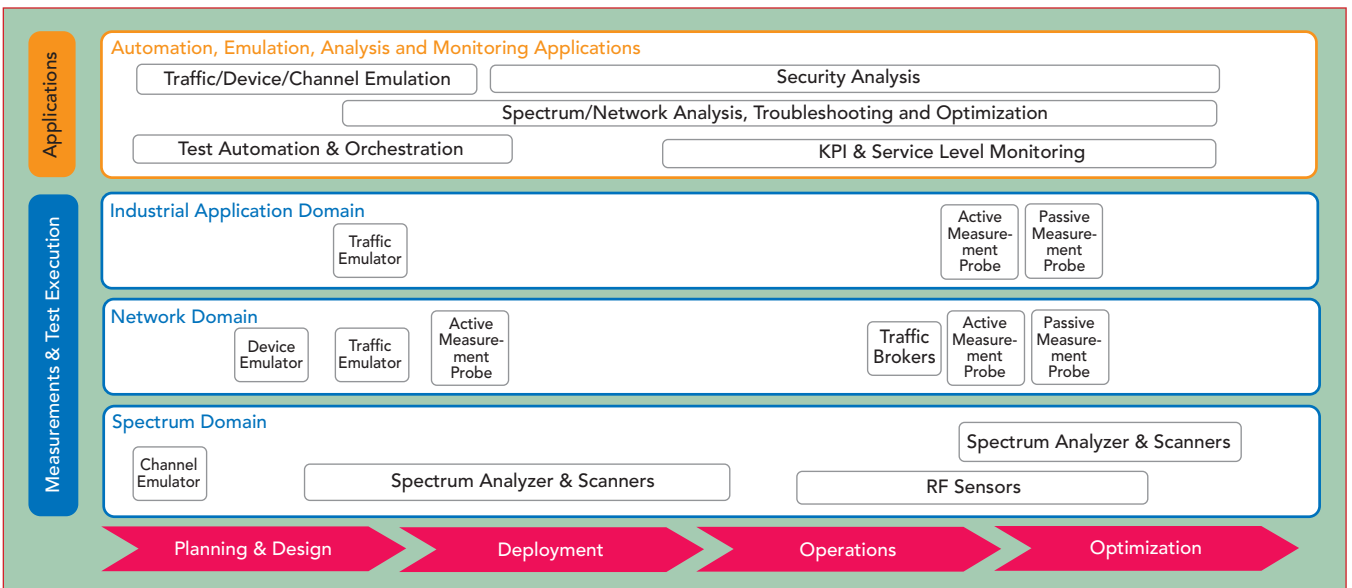 Applications
Automation, Emulation, Analysis and Monitoring Applications
Traffic/Device/Channel Emulation
Security Analysis
Spectrum/Network Analysis, Troubleshooting and Optimization
Test Automation & Orchestration
KPI & Service Level Monitoring
Measurements & Test Execution
Industrial Application Domain
Traffic
Emulator
Active
Measure-
ment
Probe
Passive
Measure-
ment
Probe
Network Domain
Device
Emulator
Traffic
Emulator
Active
Measure-
ment
Probe
Traffic
Brokers
Active
Measure-
ment
Probe
Passive
Measure-
ment
Probe
Spectrum Domain
Channel
Emulator
Spectrum Analyzer & Scanners
Spectrum Analyzer & Scanners
RF Sensors
Planning & Design
Deployment
Operations
Optimization